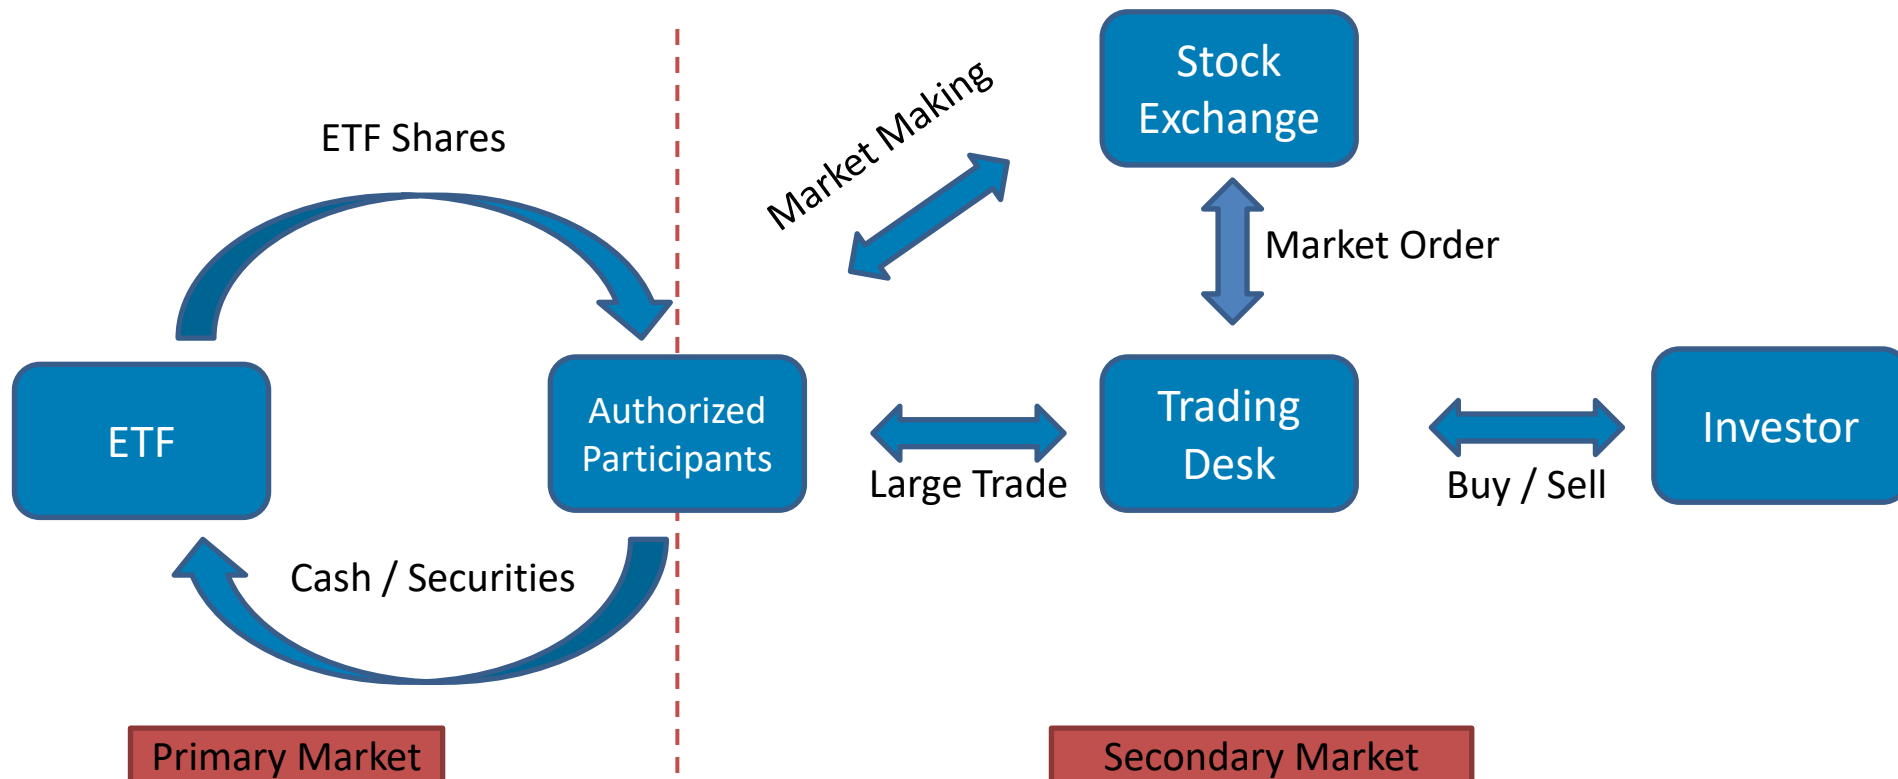 Stock
Exchange
Market Making
ETF Shares
Market Order
ETF
Authorized
Participants
Large Trade
Trading
Desk
Buy / Sell
Investor
Cash / Securities
Primary Market
Secondary Market